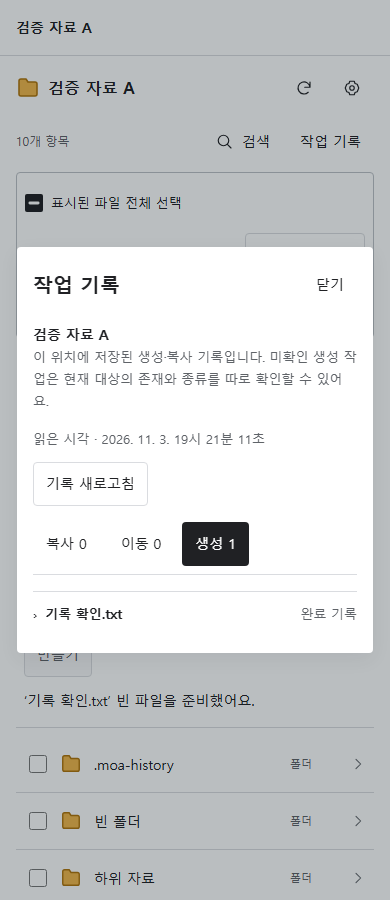 검증 자료 A
검증 자료 A
10개 항목
검색
작업 기록
표시된 파일 전체 선택
작업 기록
닫기
검증 자료 A
이 위치에 저장된 생성·복사 기록입니다. 미확인 생성 작
업은 현재 대상의 존재와 종류를 따로 확인할 수 있어
요.
읽은 시각 · 2026. 11. 3. 19시 21분 11초
기록 새로고침
복사 0
이동 0
생성 1
› 기록 확인.txt
완료 기록
만들기
‘기록 확인.txt’ 빈 파일을 준비했어요.
.moa-history
폴더
빈 폴더
폴더
하위 자료
폴더